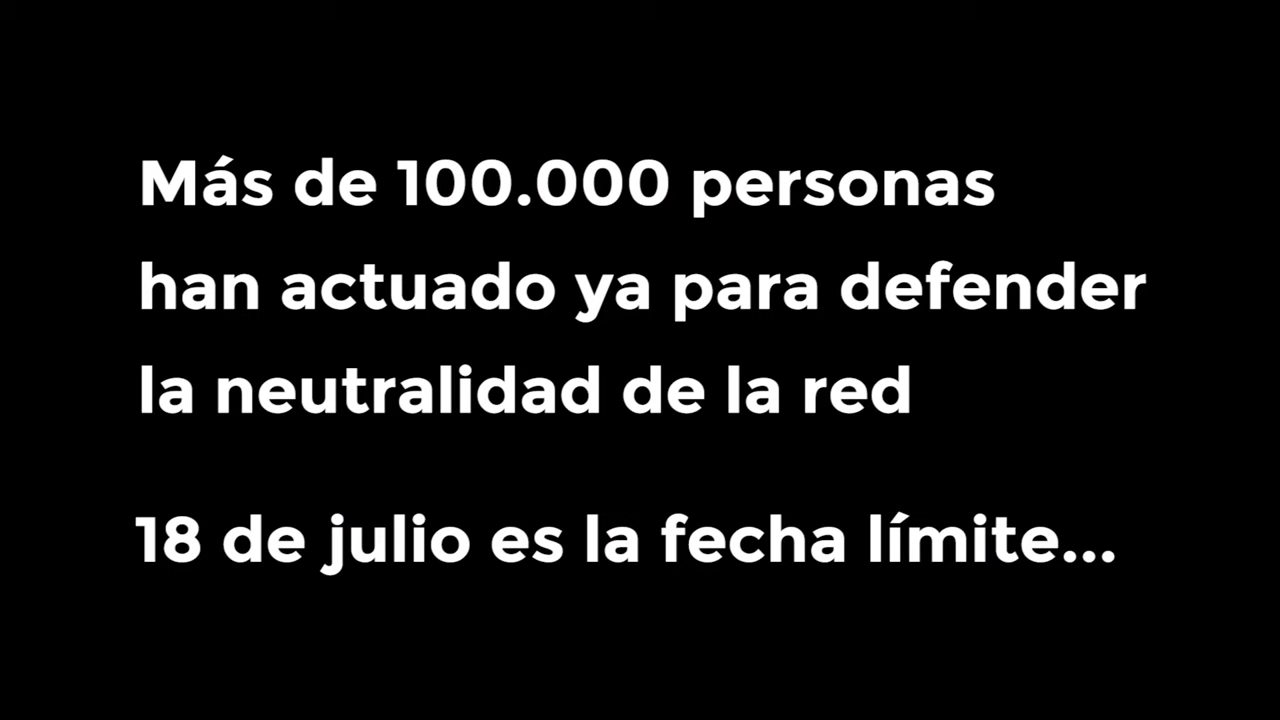 Más de 100.000 personas
han actuado ya para defender
la neutralidad de la red
18 de julio es la fecha límite...